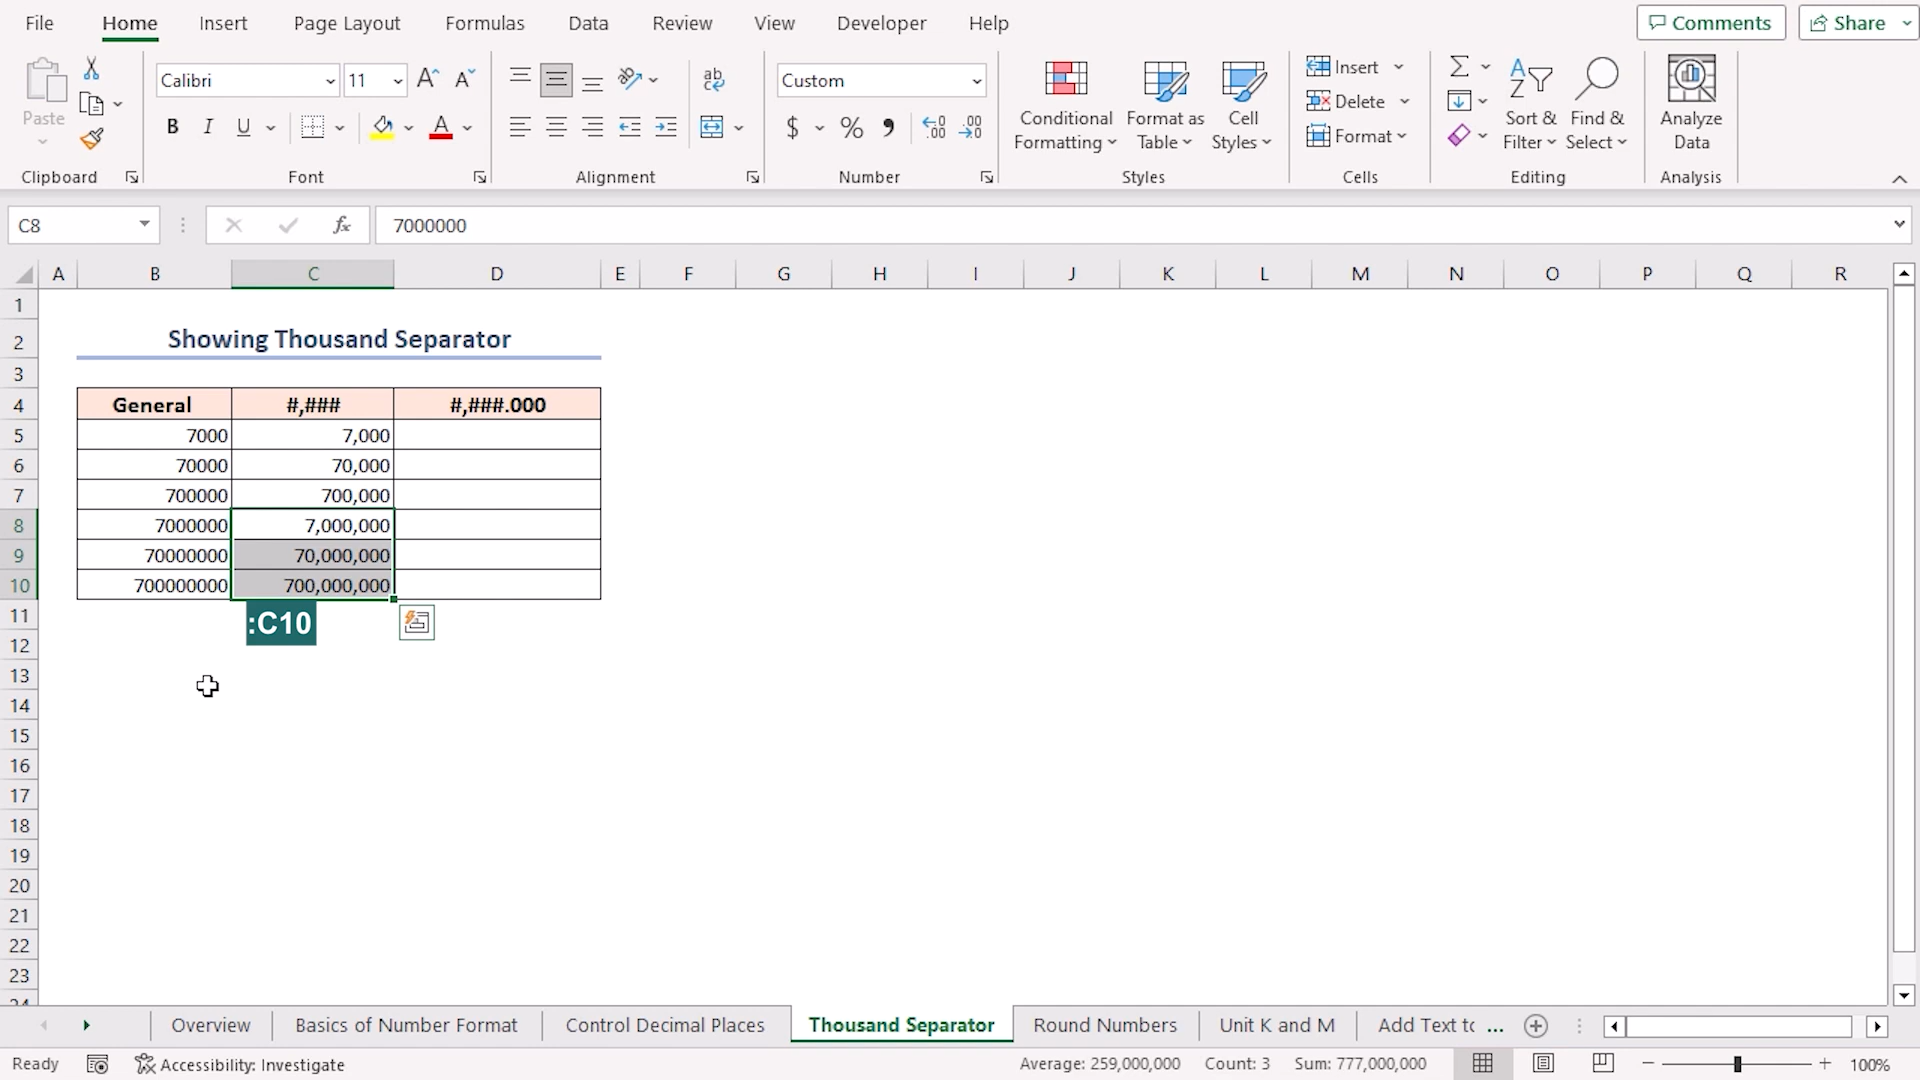 File Home Insert Page Layout Formulas Data Review View Developer Help Comments Share
Paste
Calibri 11
B I U
ab
Custom
$ %
Conditional Formatting
Format as Table
Cell Styles
Insert
Delete
Format
Sort & Filter
Find & Select
Analyze Data
Clipboard Font Alignment Number Styles Cells Editing Analysis
C8 fx 7000000
A B C D E F G H I J K L M N O P Q R
1
2 Showing Thousand Separator
3
4 General #,### #,###.000
5 7000 7,000
6 70000 70,000
7 700000 700,000
8 7000000 7,000,000
9 70000000 70,000,000
10 700000000 700,000,000
11 :C10
12
13
14
15
16
17
18
19
20
21
22
23
24
Overview Basics of Number Format Control Decimal Places Thousand Separator Round Numbers Unit K and M Add Text to ...
Ready Accessibility: Investigate Average: 259,000,000 Count: 3 Sum: 777,000,000 100%